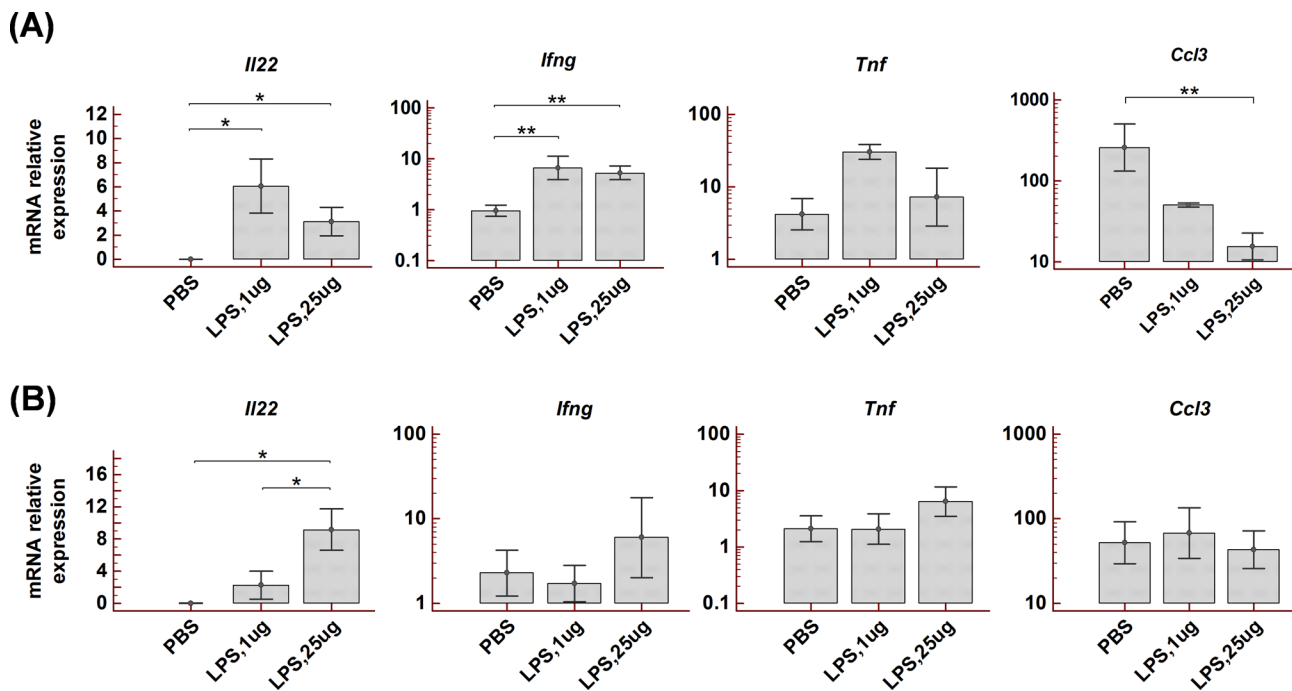 (A)
Il22
Ifng
Tnf
Ccl3
mRNA relative
expression
12
10
8
6
4
2
0
*
*
PBS
LPS,1ug
LPS,25ug
100
10
1
0.1
**
**
PBS
LPS,1ug
LPS,25ug
100
10
1
PBS
LPS,1ug
LPS,25ug
1000
100
10
**
PBS
LPS,1ug
LPS,25ug
(B)
Il22
Ifng
Tnf
Ccl3
mRNA relative
expression
16
12
8
4
0
*
*
PBS
LPS,1ug
LPS,25ug
100
10
1
PBS
LPS,1ug
LPS,25ug
100
10
1
0.1
PBS
LPS,1ug
LPS,25ug
1000
100
10
PBS
LPS,1ug
LPS,25ug